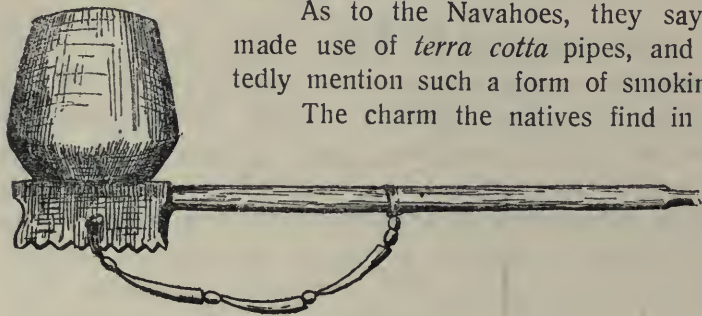 As to the Navahoes, they say
made use of terra cotta pipes, and
tedly mention such a form of smokin
The charm the natives find in